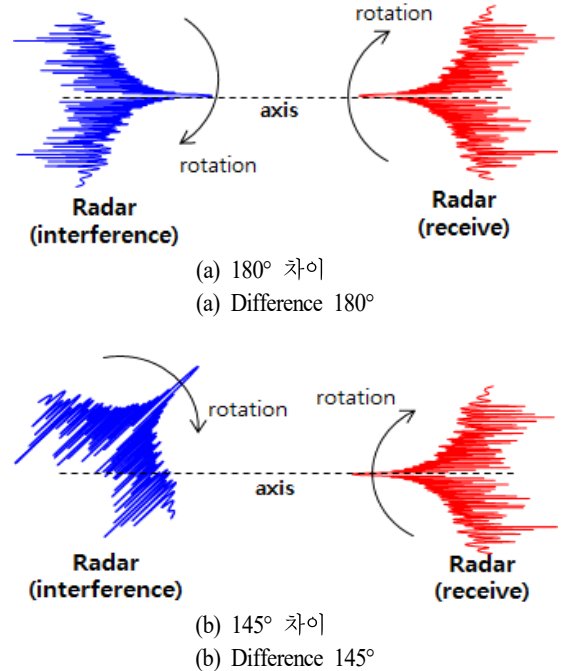 rotation
rotation
axis
rotation
Radar
(interference)
Radar
(receive)
(a) 180° 차이
(a) Difference 180°
rotation
rotation
axis
Radar
(interference)
Radar
(receive)
(b) 145° 차이
(b) Difference 145°